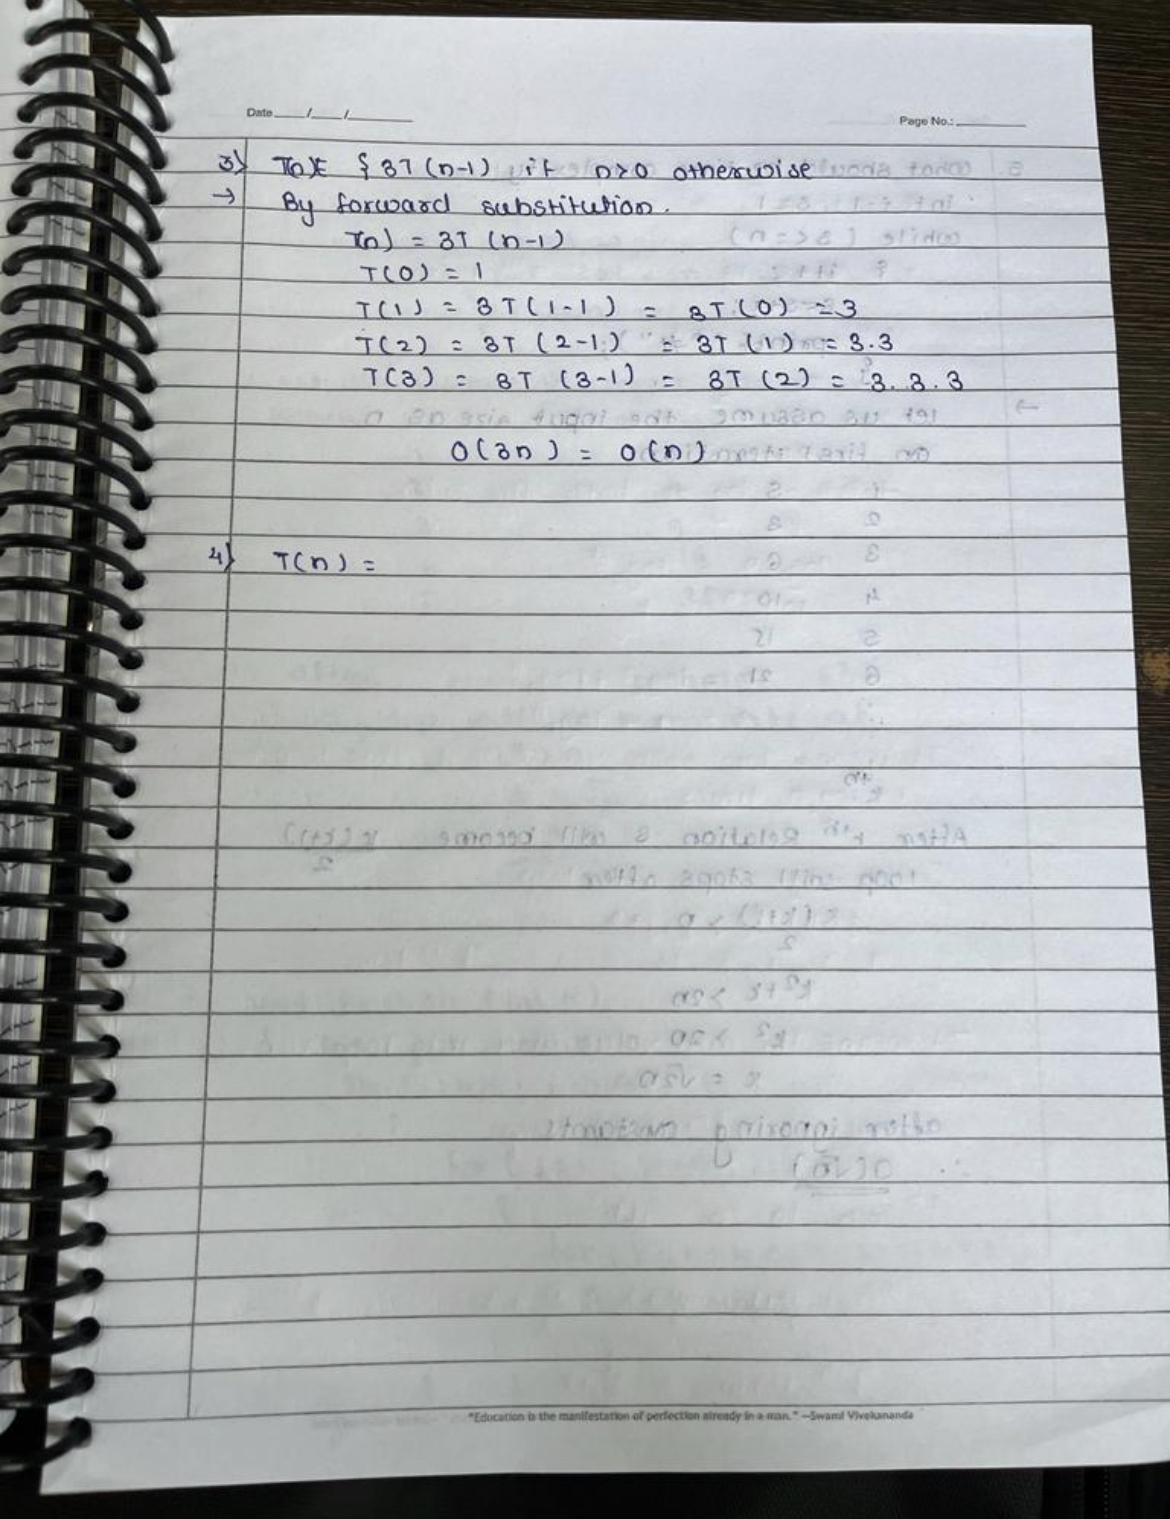 Date ___/___/______
Page No.: ________
3) T(n)= { 3T (n-1) if n>0 otherwise
→ By forward substitution.
T(n) = 3T (n-1)
T(0) = 1
T(1) = 3T (1-1) = 3T (0) = 3
T(2) = 3T (2-1) = 3T (1) = 3.3
T(3) = 3T (3-1) = 3T (2) = 3.3.3
O(3n) = O(n)
4) T(n) =
"Education is the manifestation of perfection already in a man." —Swami Vivekananda